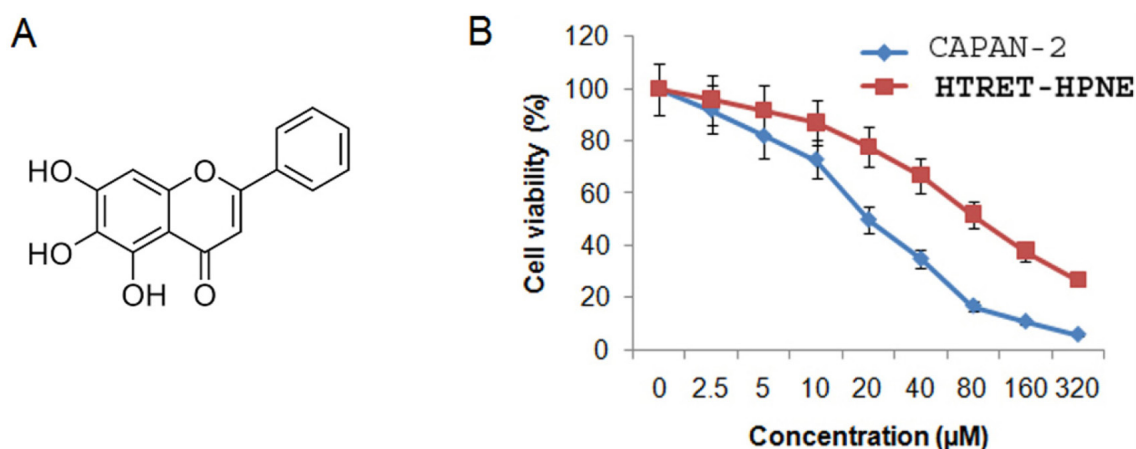 A
HO
HO
OH
O
O
B
CAPAN-2
HTRET-HPNE
Cell viability (%)
120
100
80
60
40
20
0
0 2.5 5 10 20 40 80 160 320
Concentration (µM)